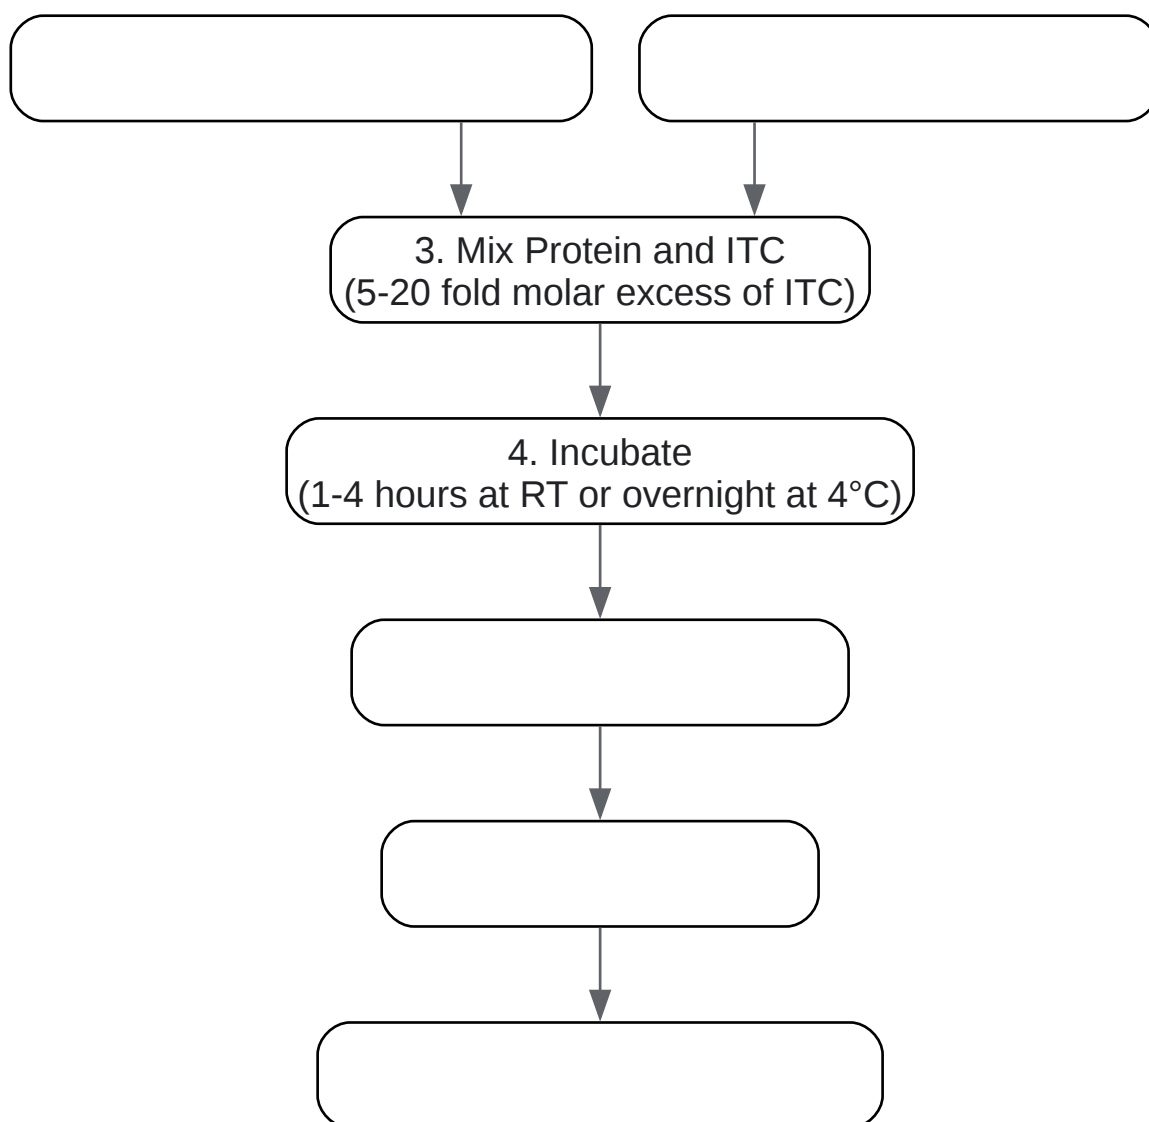 3. Mix Protein and ITC
(5-20 fold molar excess of ITC)
4. Incubate
(1-4 hours at RT or overnight at 4°C)